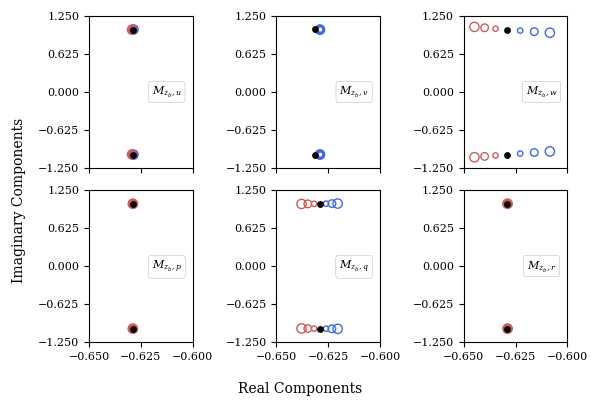 1.250 1.250 1.250
0.625 0.625 0.625
0.000 0.000 0.000
M_{z_b,u} M_{z_b,v} M_{z_b,w}
−0.625 −0.625 −0.625
−1.250 −1.250 −1.250
1.250 1.250 1.250
0.625 0.625 0.625
0.000 0.000 0.000
M_{z_b,p} M_{z_b,q} M_{z_b,r}
−0.625 −0.625 −0.625
−1.250 −1.250 −1.250
−0.650 −0.625 −0.600 −0.650 −0.625 −0.600 −0.650 −0.625 −0.600
Imaginary Components
Real Components